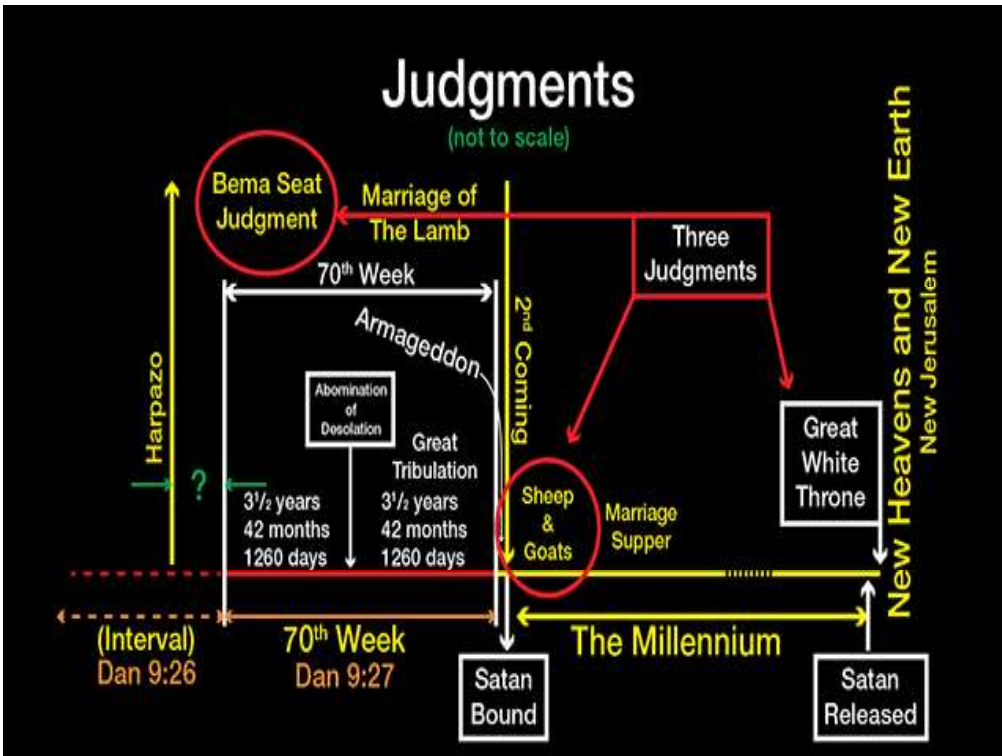 Judgments
(not to scale)
Bema Seat
Judgment
Marriage of
The Lamb
Three
Judgments
70th Week
Armageddon
2nd Coming
Harpazo
Abomination
of
Desolation
Great
Tribulation
?
3½ years
42 months
1260 days
3½ years
42 months
1260 days
Sheep
&
Goats
Marriage
Supper
Great
White
Throne
New Heavens and New Earth
New Jerusalem
(Interval)
Dan 9:26
70th Week
Dan 9:27
The Millennium
Satan
Bound
Satan
Released